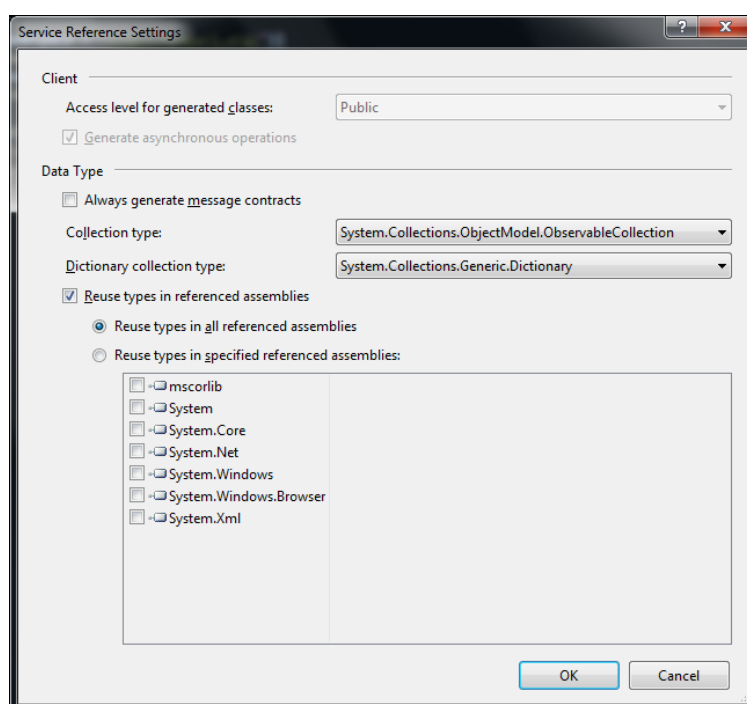 Service Reference Settings
Client
Access level for generated classes: Public
Generate asynchronous operations
Data Type
Always generate message contracts
Collection type: System.Collections.ObjectModel.ObservableCollection
Dictionary collection type: System.Collections.Generic.Dictionary
Reuse types in referenced assemblies
Reuse types in all referenced assemblies
Reuse types in specified referenced assemblies:
mscorlib
System
System.Core
System.Net
System.Windows
System.Windows.Browser
System.Xml
OK Cancel